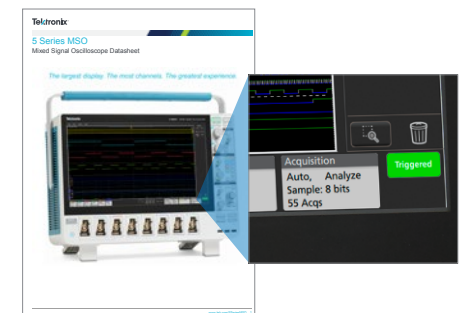 Tektronix
5 Series MSO
Mixed Signal Oscilloscope Datasheet
The largest display. The most channels. The greatest experience.
Acquisition
Auto, Analyze
Sample: 8 bits
55 Acqs
Triggered